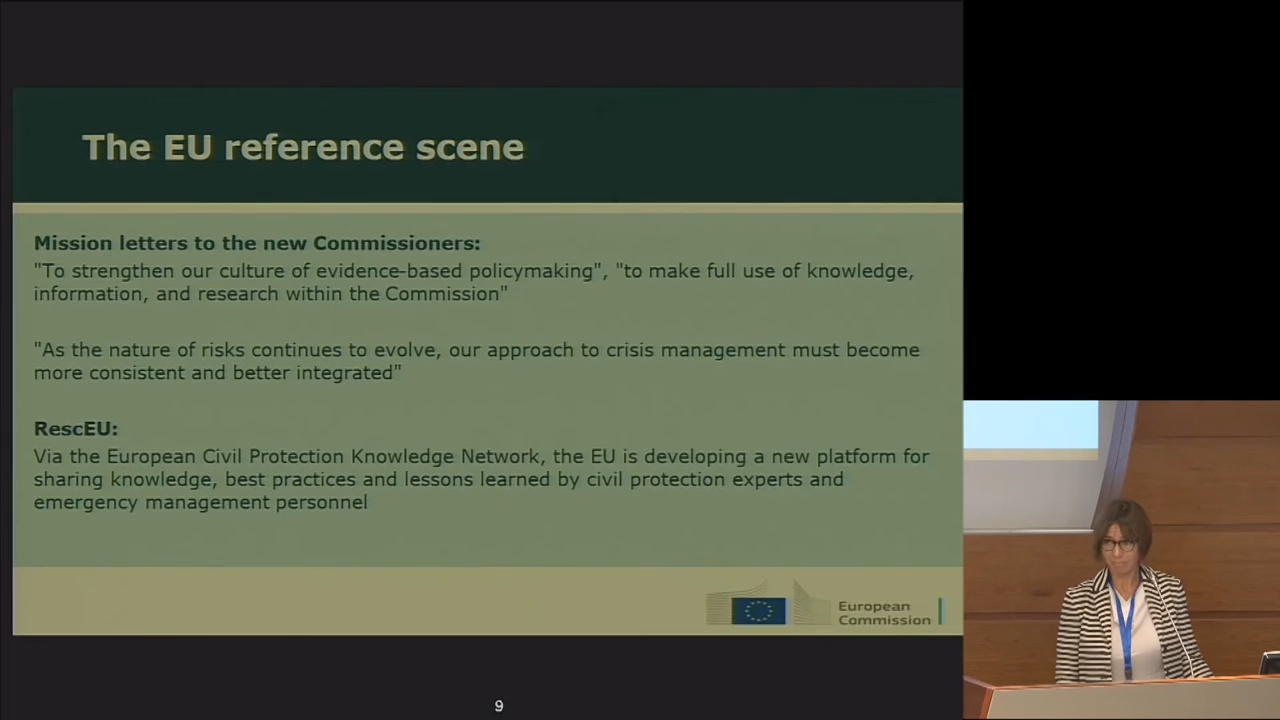 The EU reference scene
Mission letters to the new Commissioners:
"To strengthen our culture of evidence-based policymaking", "to make full use of knowledge,
information, and research within the Commission"
"As the nature of risks continues to evolve, our approach to crisis management must become
more consistent and better integrated"
RescEU:
Via the European Civil Protection Knowledge Network, the EU is developing a new platform for
sharing knowledge, best practices and lessons learned by civil protection experts and
emergency management personnel
European
Commission
9